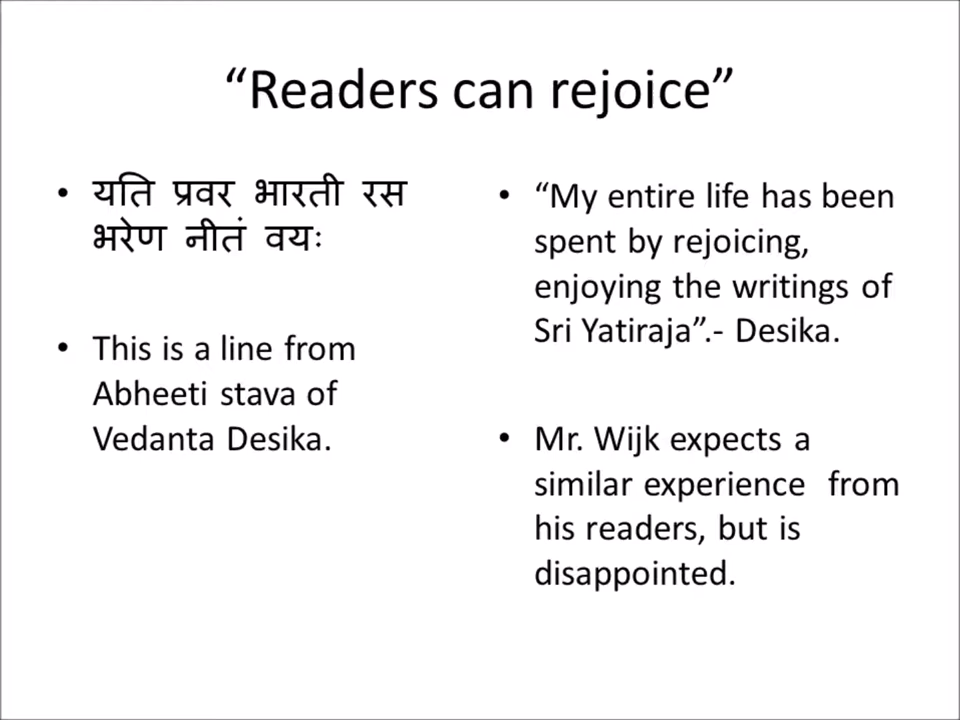 “Readers can rejoice”
• यति प्रवर भारती रस
भरेण नीतं वयः
• This is a line from
Abheeti stava of
Vedanta Desika.
• “My entire life has been
spent by rejoicing,
enjoying the writings of
Sri Yatiraja”.- Desika.
• Mr. Wijk expects a
similar experience from
his readers, but is
disappointed.